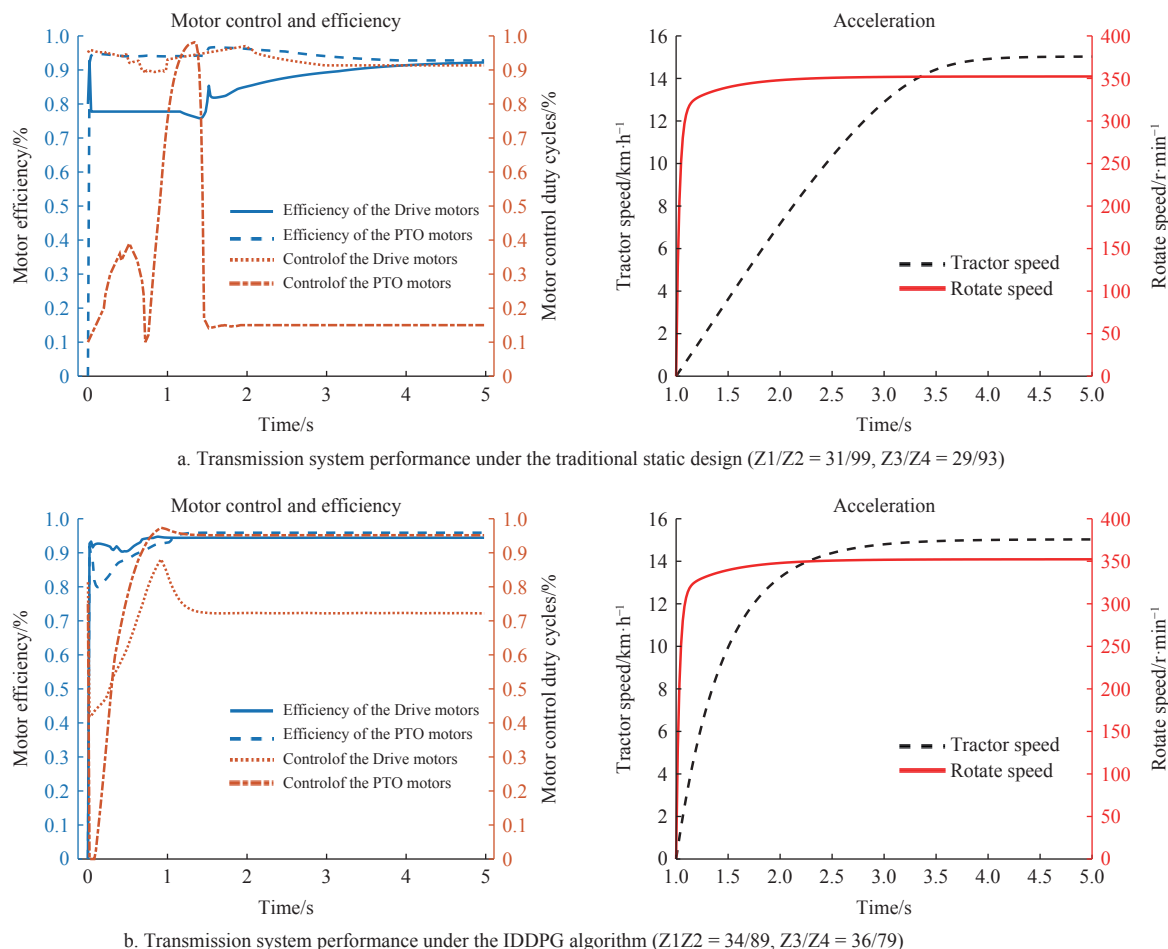 Motor control and efficiency
1.0
0.9
0.8
0.7
0.6
0.5
0.4
0.3
0.2
0.1
0
Motor efficiency/%
1.0
0.9
0.8
0.7
0.6
0.5
0.4
0.3
0.2
0.1
0
Motor control duty cycles/%
Efficiency of the Drive motors
Efficiency of the PTO motors
Controlof the Drive motors
Controlof the PTO motors
0 1 2 3 4 5
Time/s
Acceleration
16
14
12
10
8
6
4
2
0
Tractor speed/km·h⁻¹
400
350
300
250
200
150
100
50
0
Rotate speed/r·min⁻¹
Tractor speed
Rotate speed
1.0 1.5 2.0 2.5 3.0 3.5 4.0 4.5 5.0
Time/s
a. Transmission system performance under the traditional static design (Z1/Z2 = 31/99, Z3/Z4 = 29/93)
Motor control and efficiency
1.0
0.9
0.8
0.7
0.6
0.5
0.4
0.3
0.2
0.1
0
Motor efficiency/%
1.0
0.9
0.8
0.7
0.6
0.5
0.4
0.3
0.2
0.1
0
Motor control duty cycles/%
Efficiency of the Drive motors
Efficiency of the PTO motors
Controlof the Drive motors
Controlof the PTO motors
0 1 2 3 4 5
Time/s
Acceleration
16
14
12
10
8
6
4
2
0
Tractor speed/km·h⁻¹
400
350
300
250
200
150
100
50
0
Rotate speed/r·min⁻¹
Tractor speed
Rotate speed
1.0 1.5 2.0 2.5 3.0 3.5 4.0 4.5 5.0
Time/s
b. Transmission system performance under the IDDPG algorithm (Z1Z2 = 34/89, Z3/Z4 = 36/79)